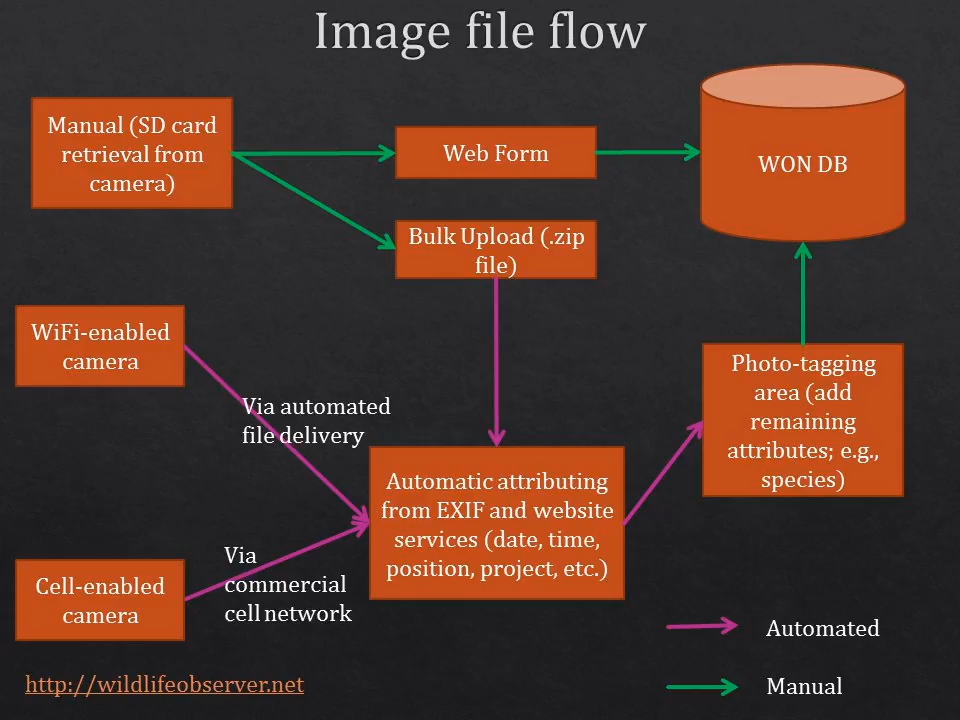 Image file flow
Manual (SD card
retrieval from
camera)
Web Form
WON DB
Bulk Upload (.zip
file)
WiFi-enabled
camera
Via automated
file delivery
Photo-tagging
area (add
remaining
attributes; e.g.,
species)
Automatic attributing
from EXIF and website
services (date, time,
position, project, etc.)
Via
commercial
cell network
Cell-enabled
camera
Automated
Manual
http://wildlifeobserver.net